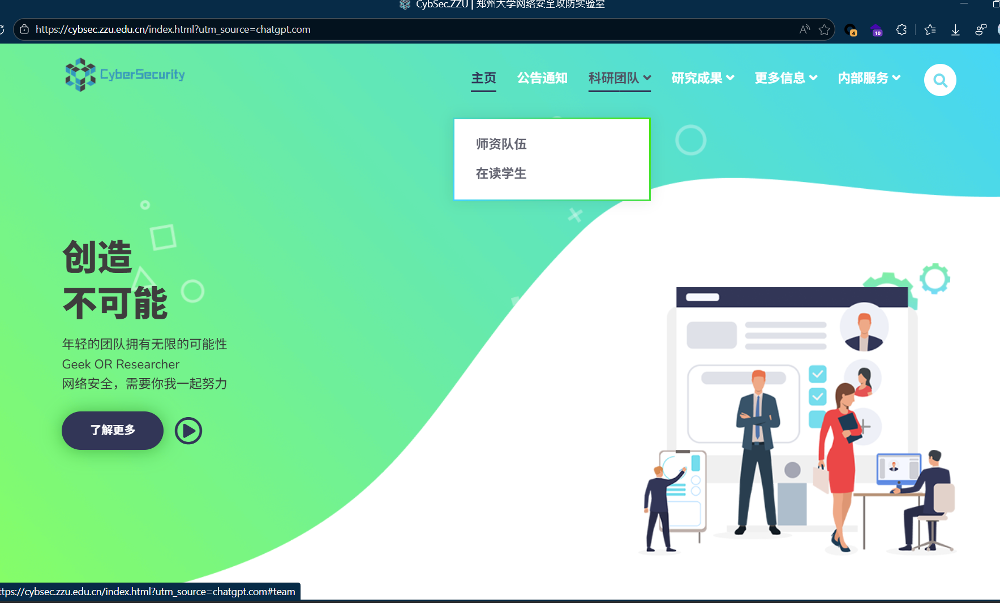 CybSec.ZZU | 郑州大学网络安全攻防实验室
https://cybsec.zzu.edu.cn/index.html?utm_source=chatgpt.com
4
10
CyberSecurity
主页 公告通知 科研团队 研究成果 更多信息 内部服务
师资队伍
在读学生
创造
不可能
年轻的团队拥有无限的可能性
Geek OR Researcher
网络安全，需要你我一起努力
了解更多
ttps://cybsec.zzu.edu.cn/index.html?utm_source=chatgpt.com#team